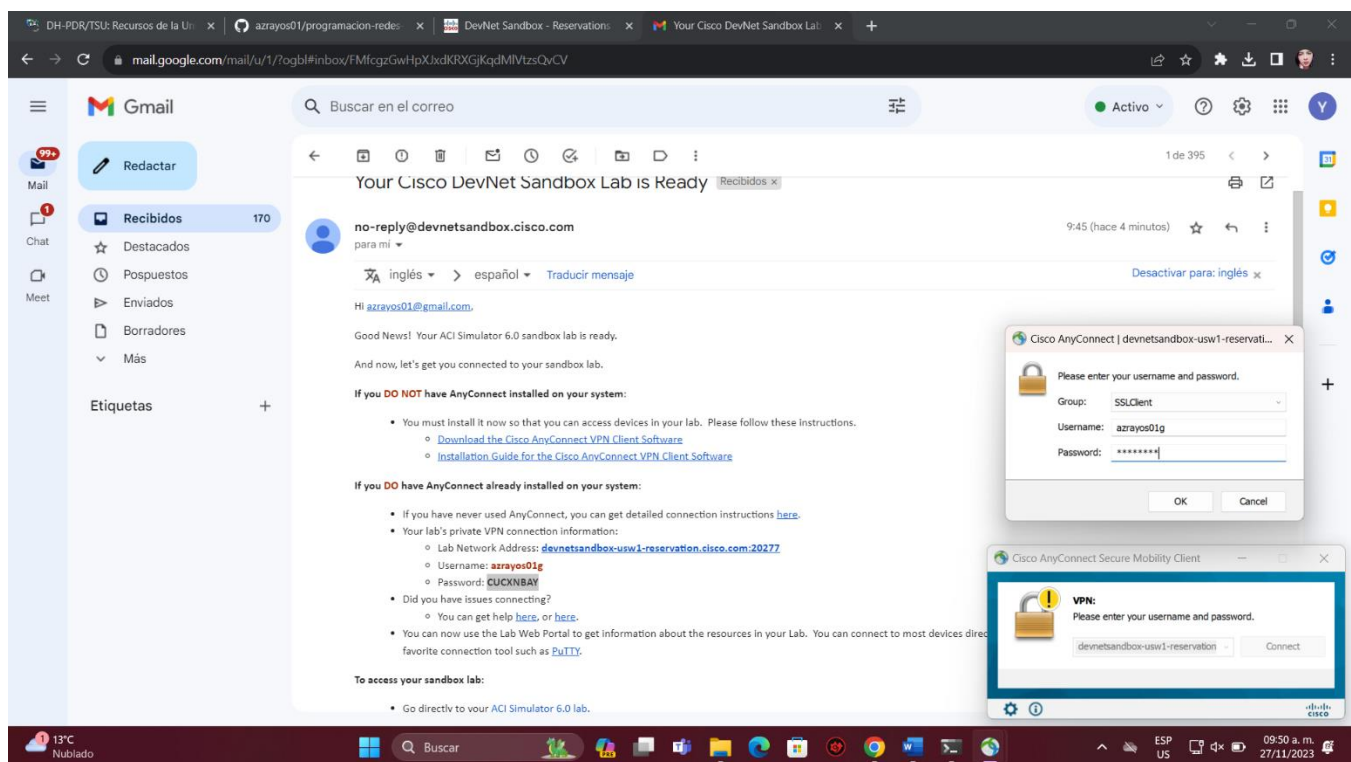 DH-PDR/TSU: Recursos de la Un
azrayos01/programacion-redes-
DevNet Sandbox - Reservations
Your Cisco DevNet Sandbox Lab
mail.google.com/mail/u/1/?ogbl#inbox/FMfcgzGwHpXJxdKRXGjKqdMlVtzsQvCV
Gmail
Buscar en el correo
Activo
Y
99+
Mail
Redactar
1 de 395
31
Your Cisco DevNet Sandbox Lab is Ready
Recibidos x
1
Chat
Recibidos 170
Destacados
no-reply@devnetsandbox.cisco.com
9:45 (hace 4 minutos)
para mí
Meet
Pospuestos
Enviados
Borradores
Más
Etiquetas
inglés > español Traducir mensaje
Desactivar para: inglés x
Hi azrayos01@gmail.com,
Good News! Your ACI Simulator 6.0 sandbox lab is ready.
And now, let's get you connected to your sandbox lab.
If you DO NOT have AnyConnect installed on your system:
• You must install it now so that you can access devices in your lab. Please follow these instructions.
Download the Cisco AnyConnect VPN Client Software
Installation Guide for the Cisco AnyConnect VPN Client Software
If you DO have AnyConnect already installed on your system:
• If you have never used AnyConnect, you can get detailed connection instructions here.
• Your lab's private VPN connection information:
Lab Network Address: devnetsandbox-usw1-reservation.cisco.com:20277
Username: azrayos01g
Password: CUCXNBAY
• Did you have issues connecting?
You can get help here, or here.
• You can now use the Lab Web Portal to get information about the resources in your Lab. You can connect to most devices direc
favorite connection tool such as PuTTY.
To access your sandbox lab:
• Go directly to your ACI Simulator 6.0 lab.
Cisco AnyConnect | devnetsandbox-usw1-reservati...
Please enter your username and password.
Group: SSLClient
Username: azrayos01g
Password: ********
OK Cancel
Cisco AnyConnect Secure Mobility Client
VPN:
Please enter your username and password.
devnetsandbox-usw1-reservation
Connect
cisco
1
13°C
Nublado
Buscar
PRE
ESP
US
09:50 a. m.
27/11/2023